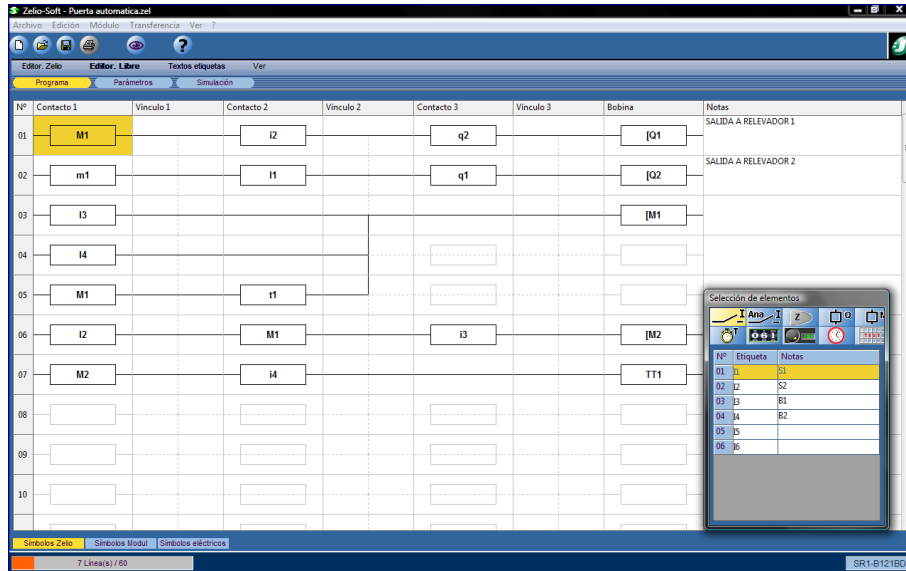 Zelio-Soft - Puerta automatica.zel
Archivo Edición Módulo Transferencia Ver ?
Editor. Zelio Editor. Libre Textos etiquetas Ver
Programa Parámetros Simulación
Nº Contacto 1 Vínculo 1 Contacto 2 Vínculo 2 Contacto 3 Vínculo 3 Bobina Notas
01 M1 i2 q2 [Q1 SALIDA A RELEVADOR 1
02 m1 I1 q1 [Q2 SALIDA A RELEVADOR 2
03 I3 [M1
04 I4
05 M1 t1
06 I2 M1 i3 [M2
07 M2 i4 TT1
08
09
10
Selección de elementos
I Ana I Z Q M
T 061
Nº Etiqueta Notas
01 I1 S1
02 I2 S2
03 I3 B1
04 I4 B2
05 I5
06 I6
Símbolos Zelio Símbolos Modul Símbolos eléctricos
7 Línea(s) / 60 SR1-B121BD